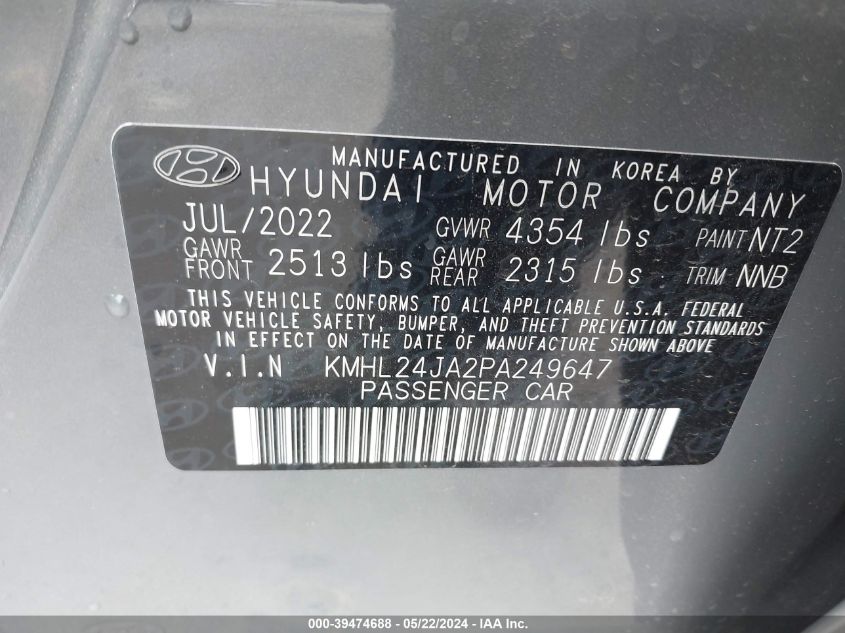 MANUFACTURED IN KOREA BY
HYUNDAI MOTOR COMPANY
JUL/2022 GVWR 4354 lbs PAINT NT2
GAWR FRONT 2513 lbs GAWR REAR 2315 lbs TRIM NNB
THIS VEHICLE CONFORMS TO ALL APPLICABLE U.S.A. FEDERAL
MOTOR VEHICLE SAFETY, BUMPER, AND THEFT PREVENTION STANDARDS
IN EFFECT ON THE DATE OF MANUFACTURE SHOWN ABOVE
V.I.N KMHL24JA2PA249647
PASSENGER CAR
000-39474688 - 05/22/2024 - IAA Inc.